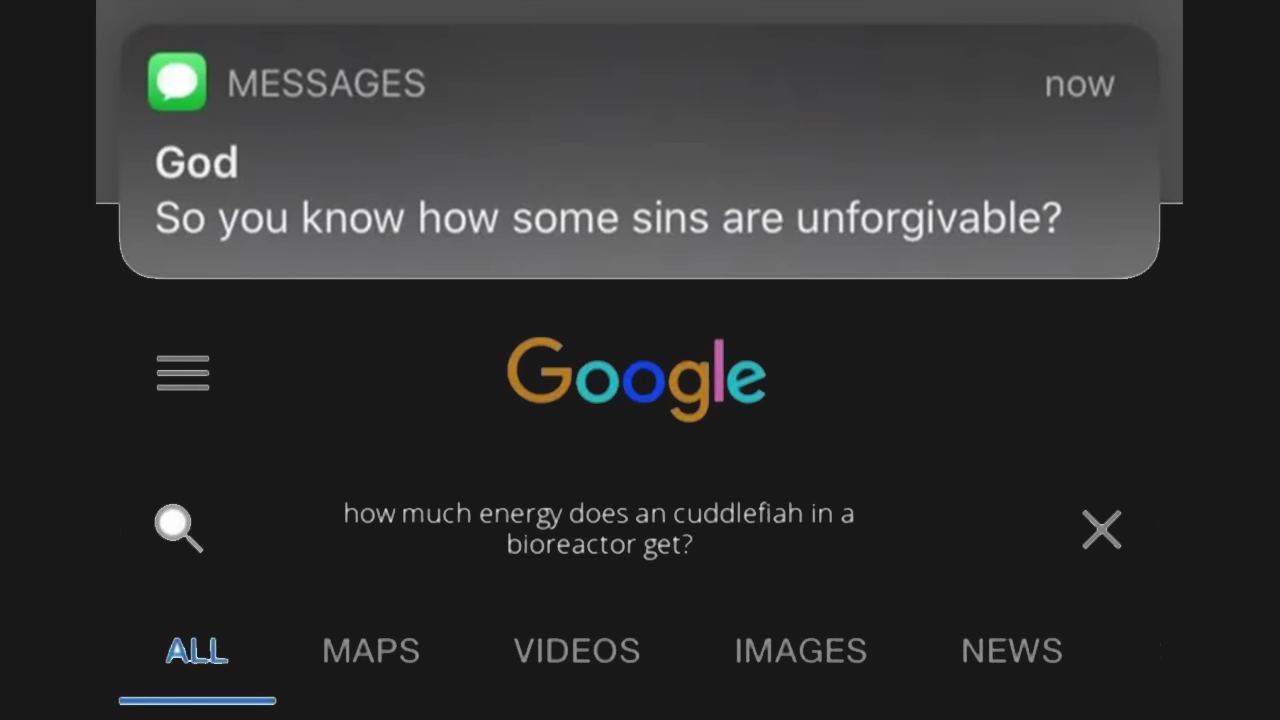 MESSAGES now
God
So you know how some sins are unforgivable?
Google
how much energy does an cuddlefiah in a
bioreactor get?
ALL MAPS VIDEOS IMAGES NEWS